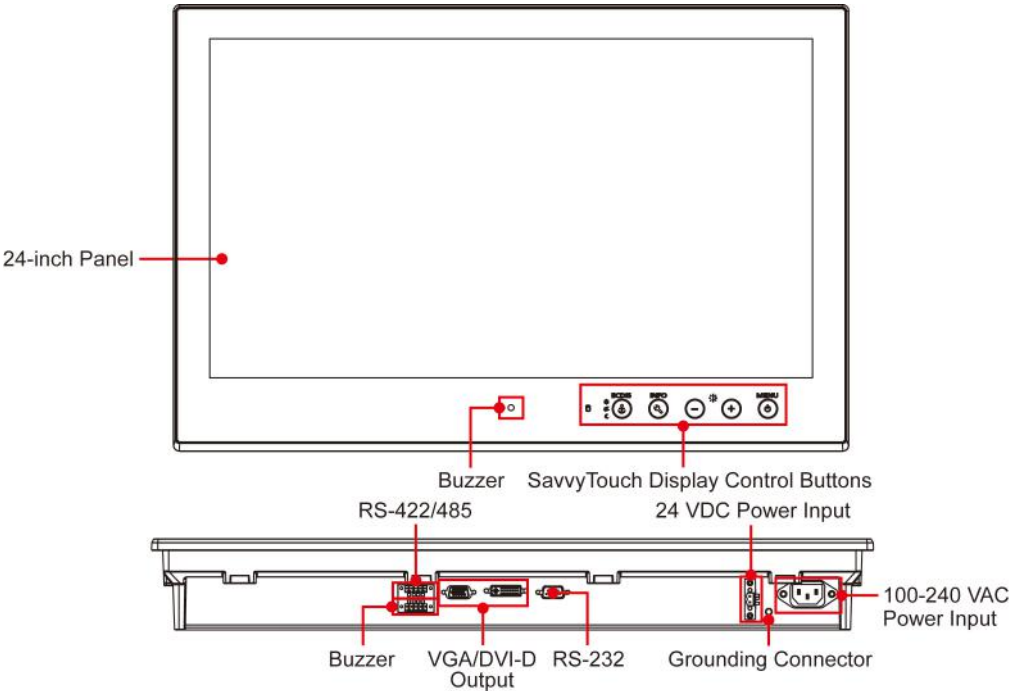 24-inch Panel
ECDIS
INFO
MENU
Buzzer
SavvyTouch Display Control Buttons
RS-422/485
24 VDC Power Input
100-240 VAC
Power Input
Buzzer
VGA/DVI-D
Output
RS-232
Grounding Connector